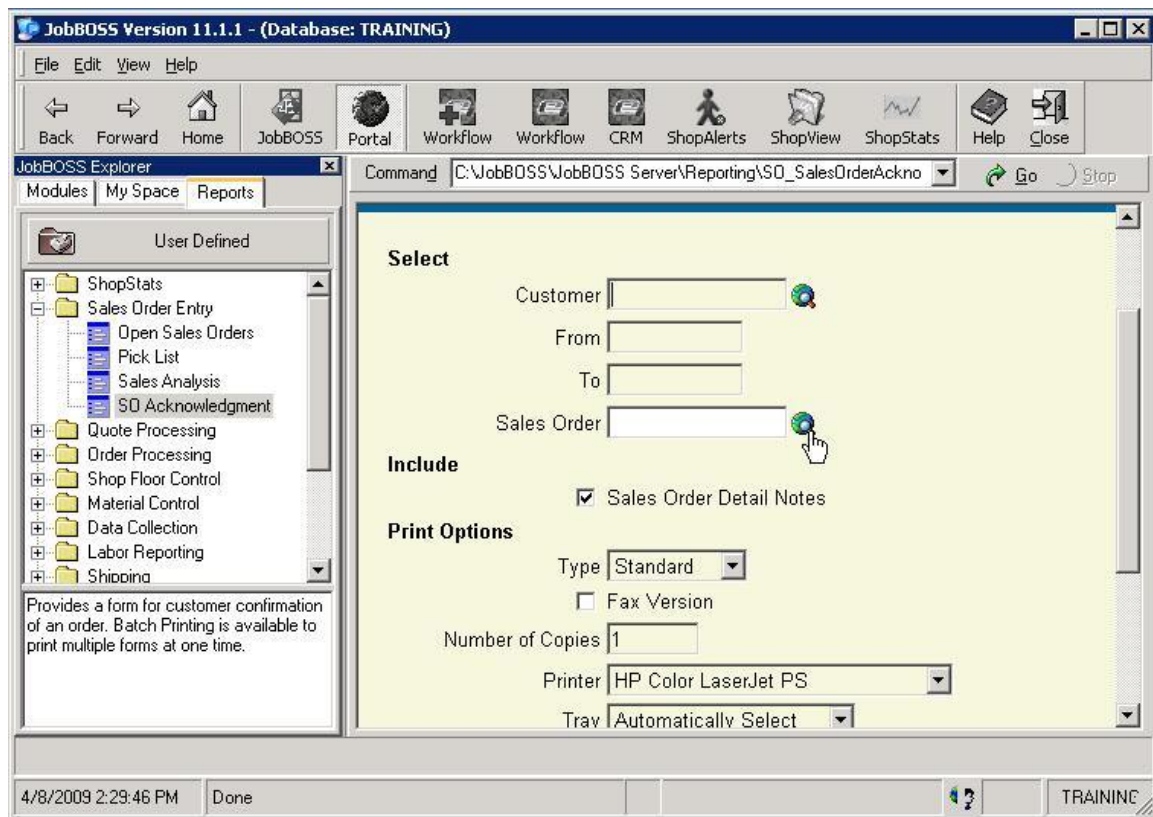 JobBOSS Version 11.1.1 - (Database: TRAINING)
File Edit View Help
Back Forward Home JobBOSS Portal Workflow Workflow CRM ShopAlerts ShopView ShopStats Help Close
JobBOSS Explorer
Modules My Space Reports
Command C:\JobBOSS\JobBOSS Server\Reporting\SO_SalesOrderAckno Go Stop
User Defined
ShopStats
Sales Order Entry
Open Sales Orders
Pick List
Sales Analysis
SO Acknowledgment
Quote Processing
Order Processing
Shop Floor Control
Material Control
Data Collection
Labor Reporting
Shipping
Provides a form for customer confirmation
of an order. Batch Printing is available to
print multiple forms at one time.
Select
Customer
From
To
Sales Order
Include
Sales Order Detail Notes
Print Options
Type Standard
Fax Version
Number of Copies 1
Printer HP Color LaserJet PS
Tray Automatically Select
4/8/2009 2:29:46 PM Done TRAINING